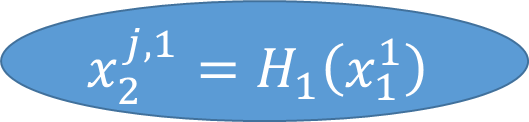 $x_2^{j,1} = H_1(x_1^1)$